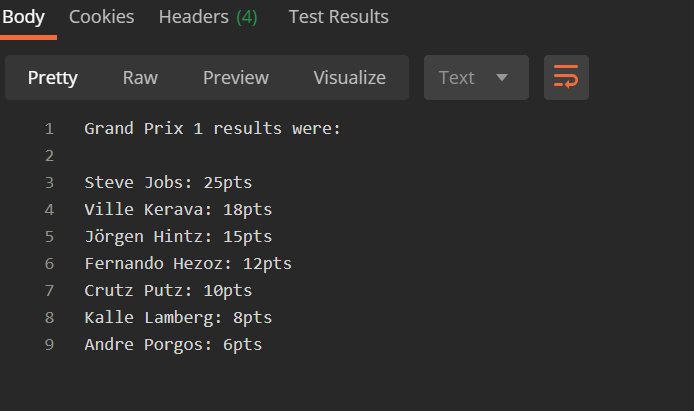 Body Cookies Headers (4) Test Results
Pretty Raw Preview Visualize Text
1 Grand Prix 1 results were:
2
3 Steve Jobs: 25pts
4 Ville Kerava: 18pts
5 Jörgen Hintz: 15pts
6 Fernando Hezoz: 12pts
7 Crutz Putz: 10pts
8 Kalle Lamberg: 8pts
9 Andre Porgos: 6pts